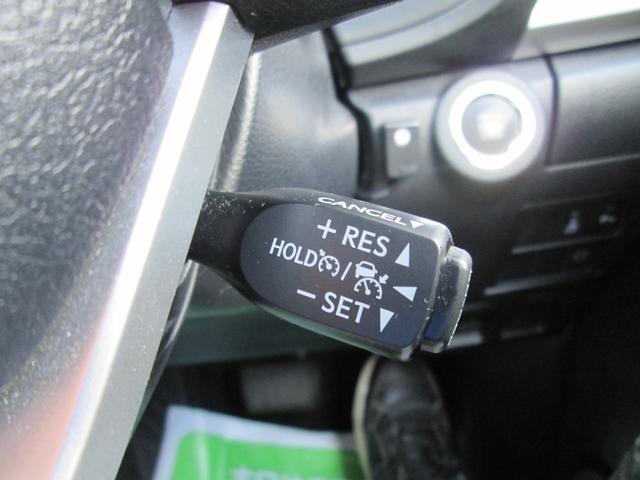 CANCEL
+ RES
HOLD /
− SET